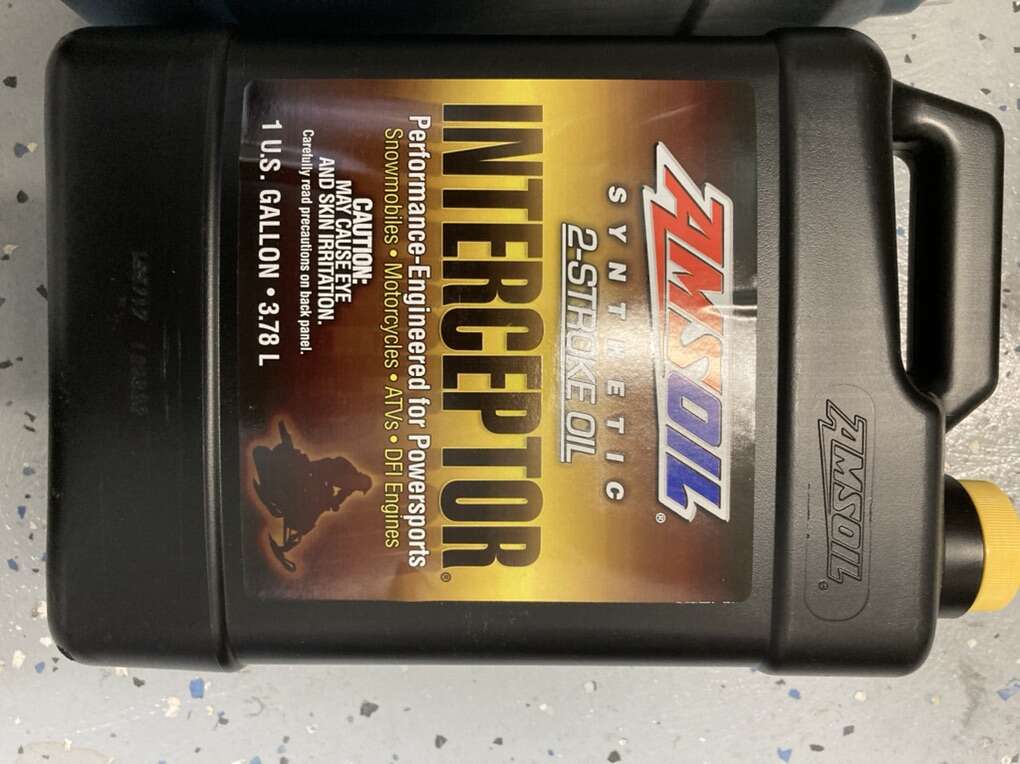 AMSOIL®
AMSOIL®
SYNTHETIC
2-STROKE OIL
INTERCEPTOR®
Performance-Engineered for Powersports
Snowmobiles • Motorcycles • ATVs • DFI Engines
CAUTION:
MAY CAUSE EYE
AND SKIN IRRITATION.
Carefully read precautions on back panel.
1 U.S. GALLON • 3.78 L